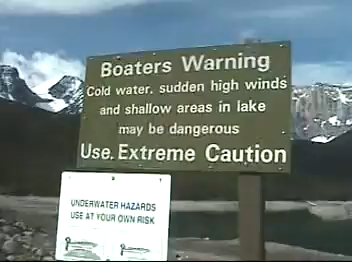 Boaters Warning
Cold water, sudden high winds
and shallow areas in lake
may be dangerous
Use Extreme Caution
UNDERWATER HAZARDS
USE AT YOUR OWN RISK